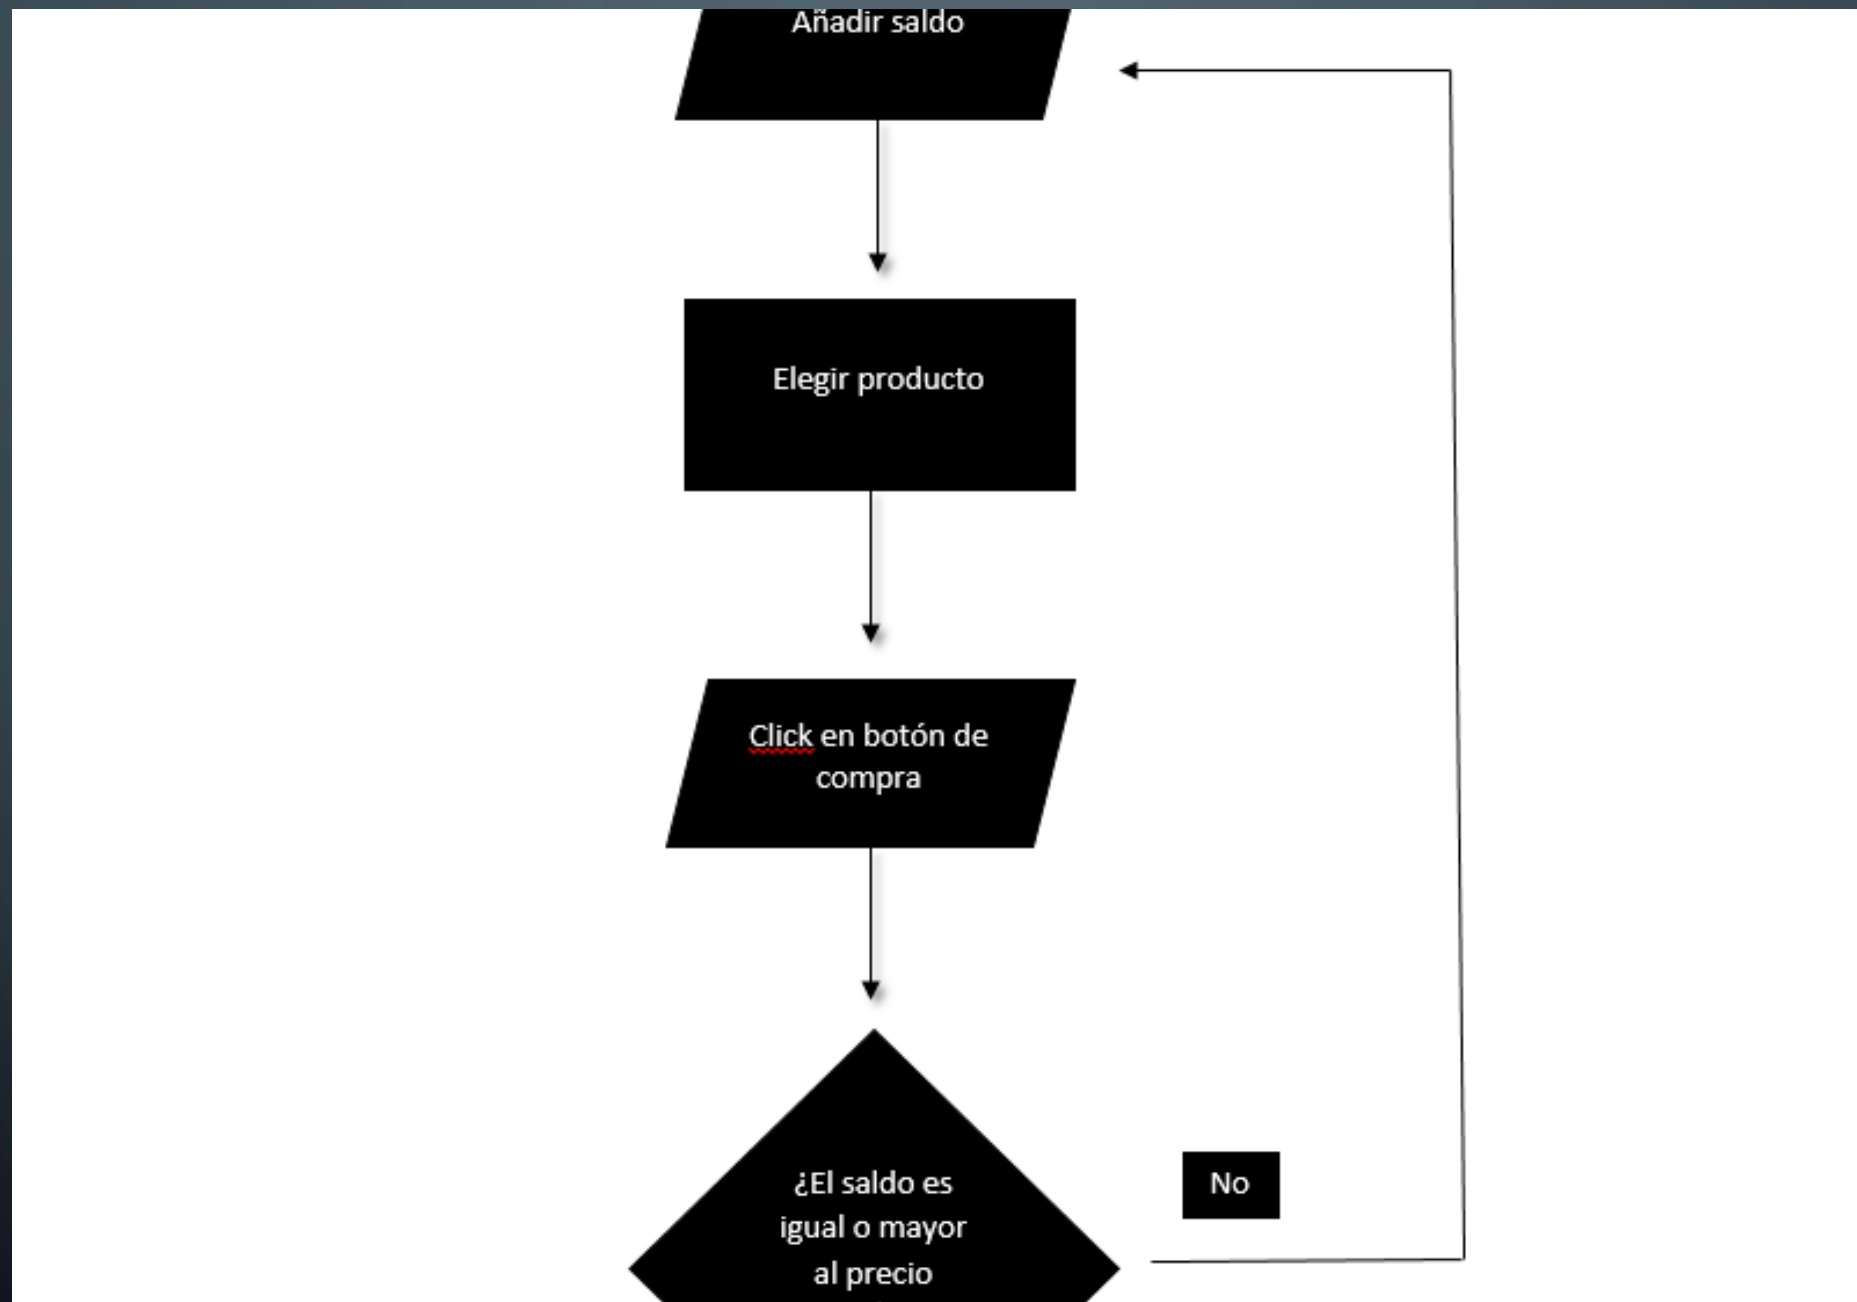 Añadir saldo
Elegir producto
Click en botón de
compra
¿El saldo es
igual o mayor
al precio
No